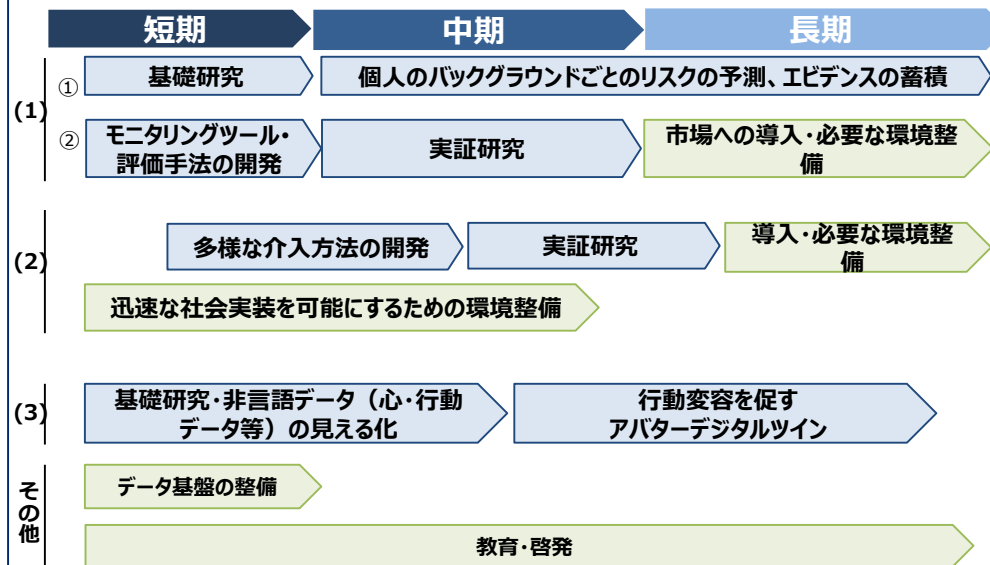 短期
中期
長期
(1)
①
基礎研究
個人のバックグラウンドごとのリスクの予測、エビデンスの蓄積
②
モニタリングツール・
評価手法の開発
実証研究
市場への導入・必要な環境整
備
(2)
多様な介入方法の開発
実証研究
導入・必要な環境整
備
迅速な社会実装を可能にするための環境整備
(3)
基礎研究・非言語データ（心・行動
データ等）の見える化
行動変容を促す
アバターデジタルツイン
その他
データ基盤の整備
教育・啓発